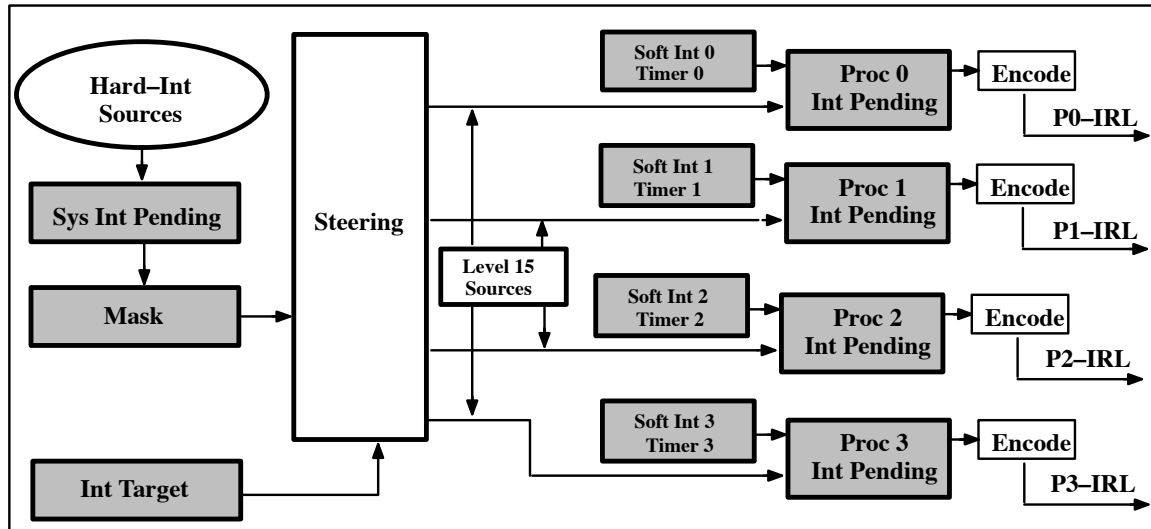 Hard–Int
Sources
Sys Int Pending
Mask
Int Target
Steering
Level 15
Sources
Soft Int 0
Timer 0
Proc 0
Int Pending
Encode
P0–IRL
Soft Int 1
Timer 1
Proc 1
Int Pending
Encode
P1–IRL
Soft Int 2
Timer 2
Proc 2
Int Pending
Encode
P2–IRL
Soft Int 3
Timer 3
Proc 3
Int Pending
Encode
P3–IRL